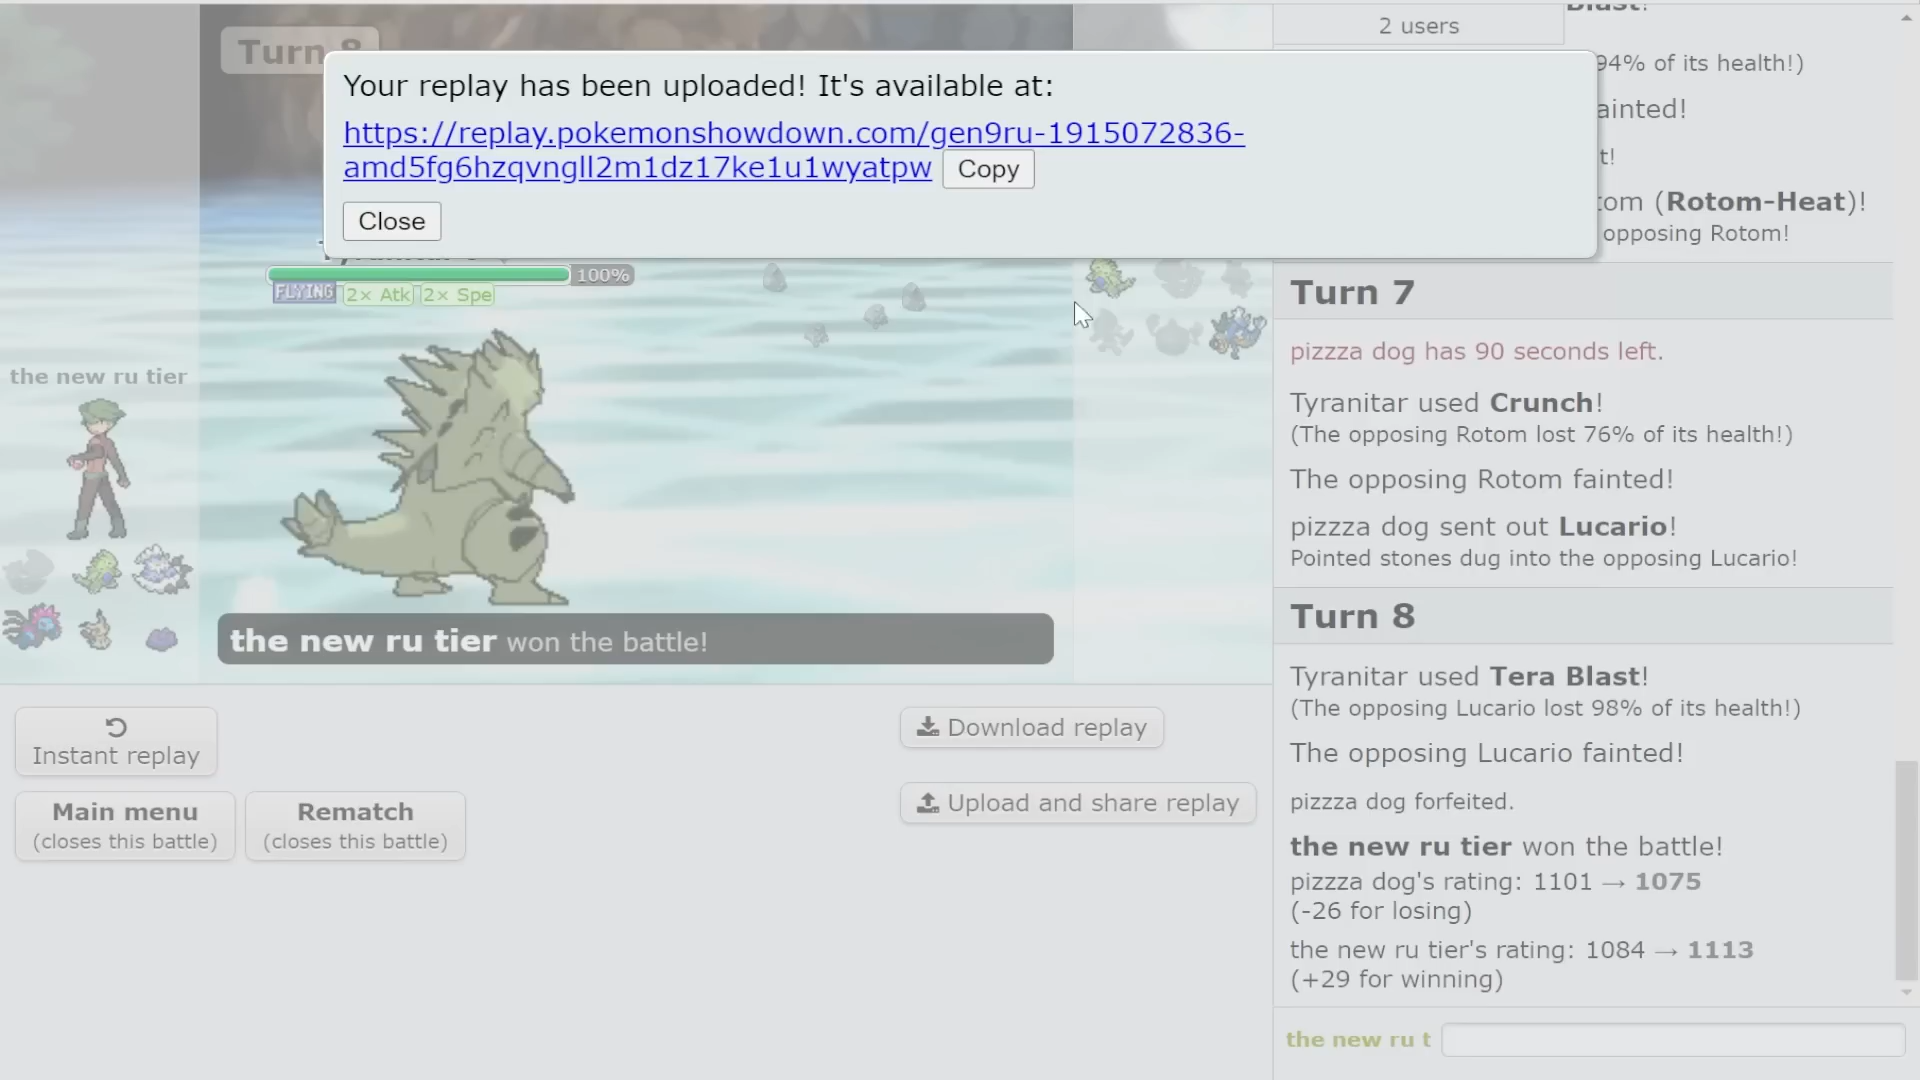 Turn 8
Your replay has been uploaded! It's available at:
https://replay.pokemonshowdown.com/gen9ru-1915072836-
amd5fg6hzqvngll2m1dz17ke1u1wyatpw Copy
Close
100%
FLYING 2× Atk 2× Spe
the new ru tier
the new ru tier won the battle!
Instant replay
Main menu
(closes this battle)
Rematch
(closes this battle)
Download replay
Upload and share replay
2 users
Blast!
94% of its health!)
ainted!
t!
tom (Rotom-Heat)!
opposing Rotom!
Turn 7
pizzza dog has 90 seconds left.
Tyranitar used Crunch!
(The opposing Rotom lost 76% of its health!)
The opposing Rotom fainted!
pizzza dog sent out Lucario!
Pointed stones dug into the opposing Lucario!
Turn 8
Tyranitar used Tera Blast!
(The opposing Lucario lost 98% of its health!)
The opposing Lucario fainted!
pizzza dog forfeited.
the new ru tier won the battle!
pizzza dog's rating: 1101 → 1075
(-26 for losing)
the new ru tier's rating: 1084 → 1113
(+29 for winning)
the new ru t